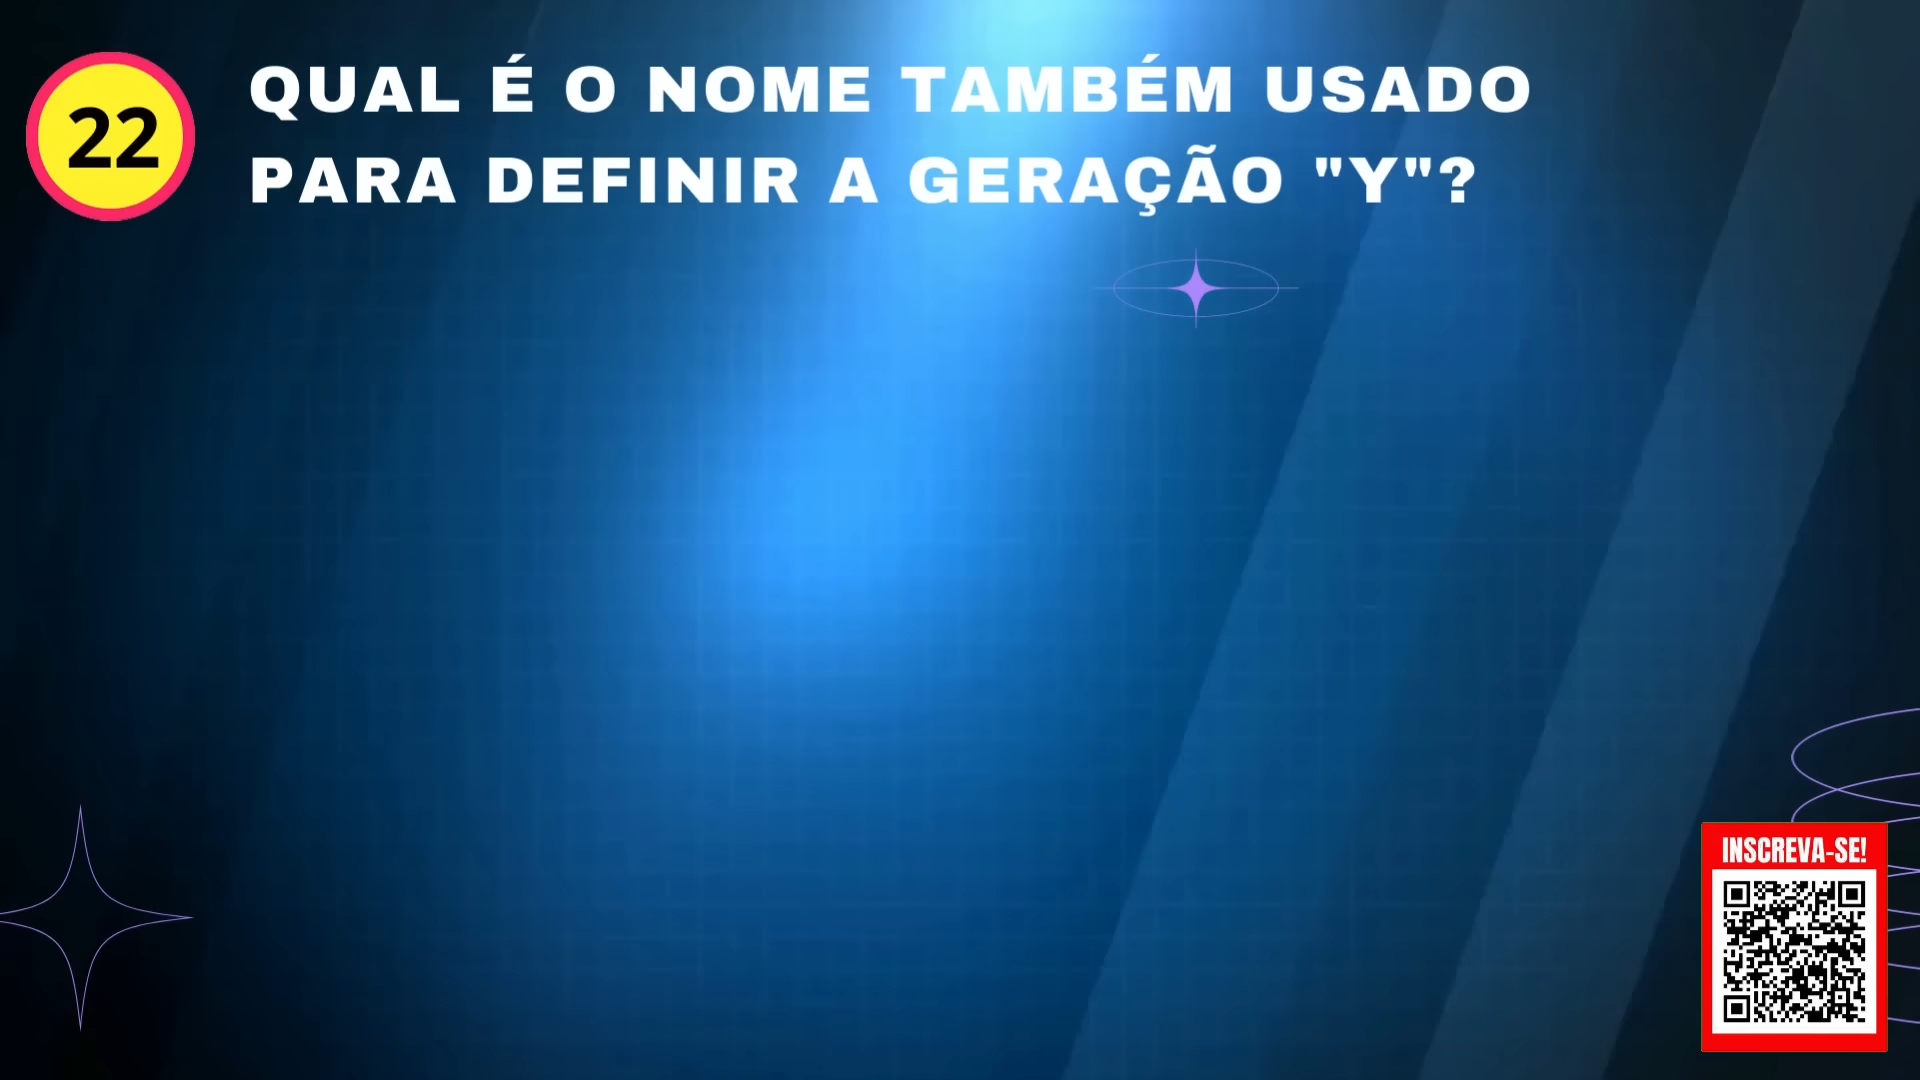 22
QUAL É O NOME TAMBÉM USADO
PARA DEFINIR A GERAÇÃO "Y"?
INSCREVA-SE!